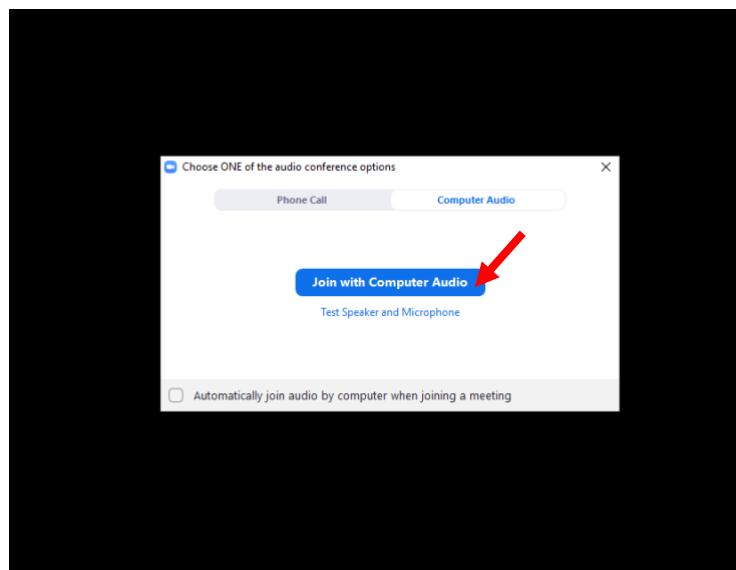 Choose ONE of the audio conference options
Phone Call
Computer Audio
Join with Computer Audio
Test Speaker and Microphone
Automatically join audio by computer when joining a meeting